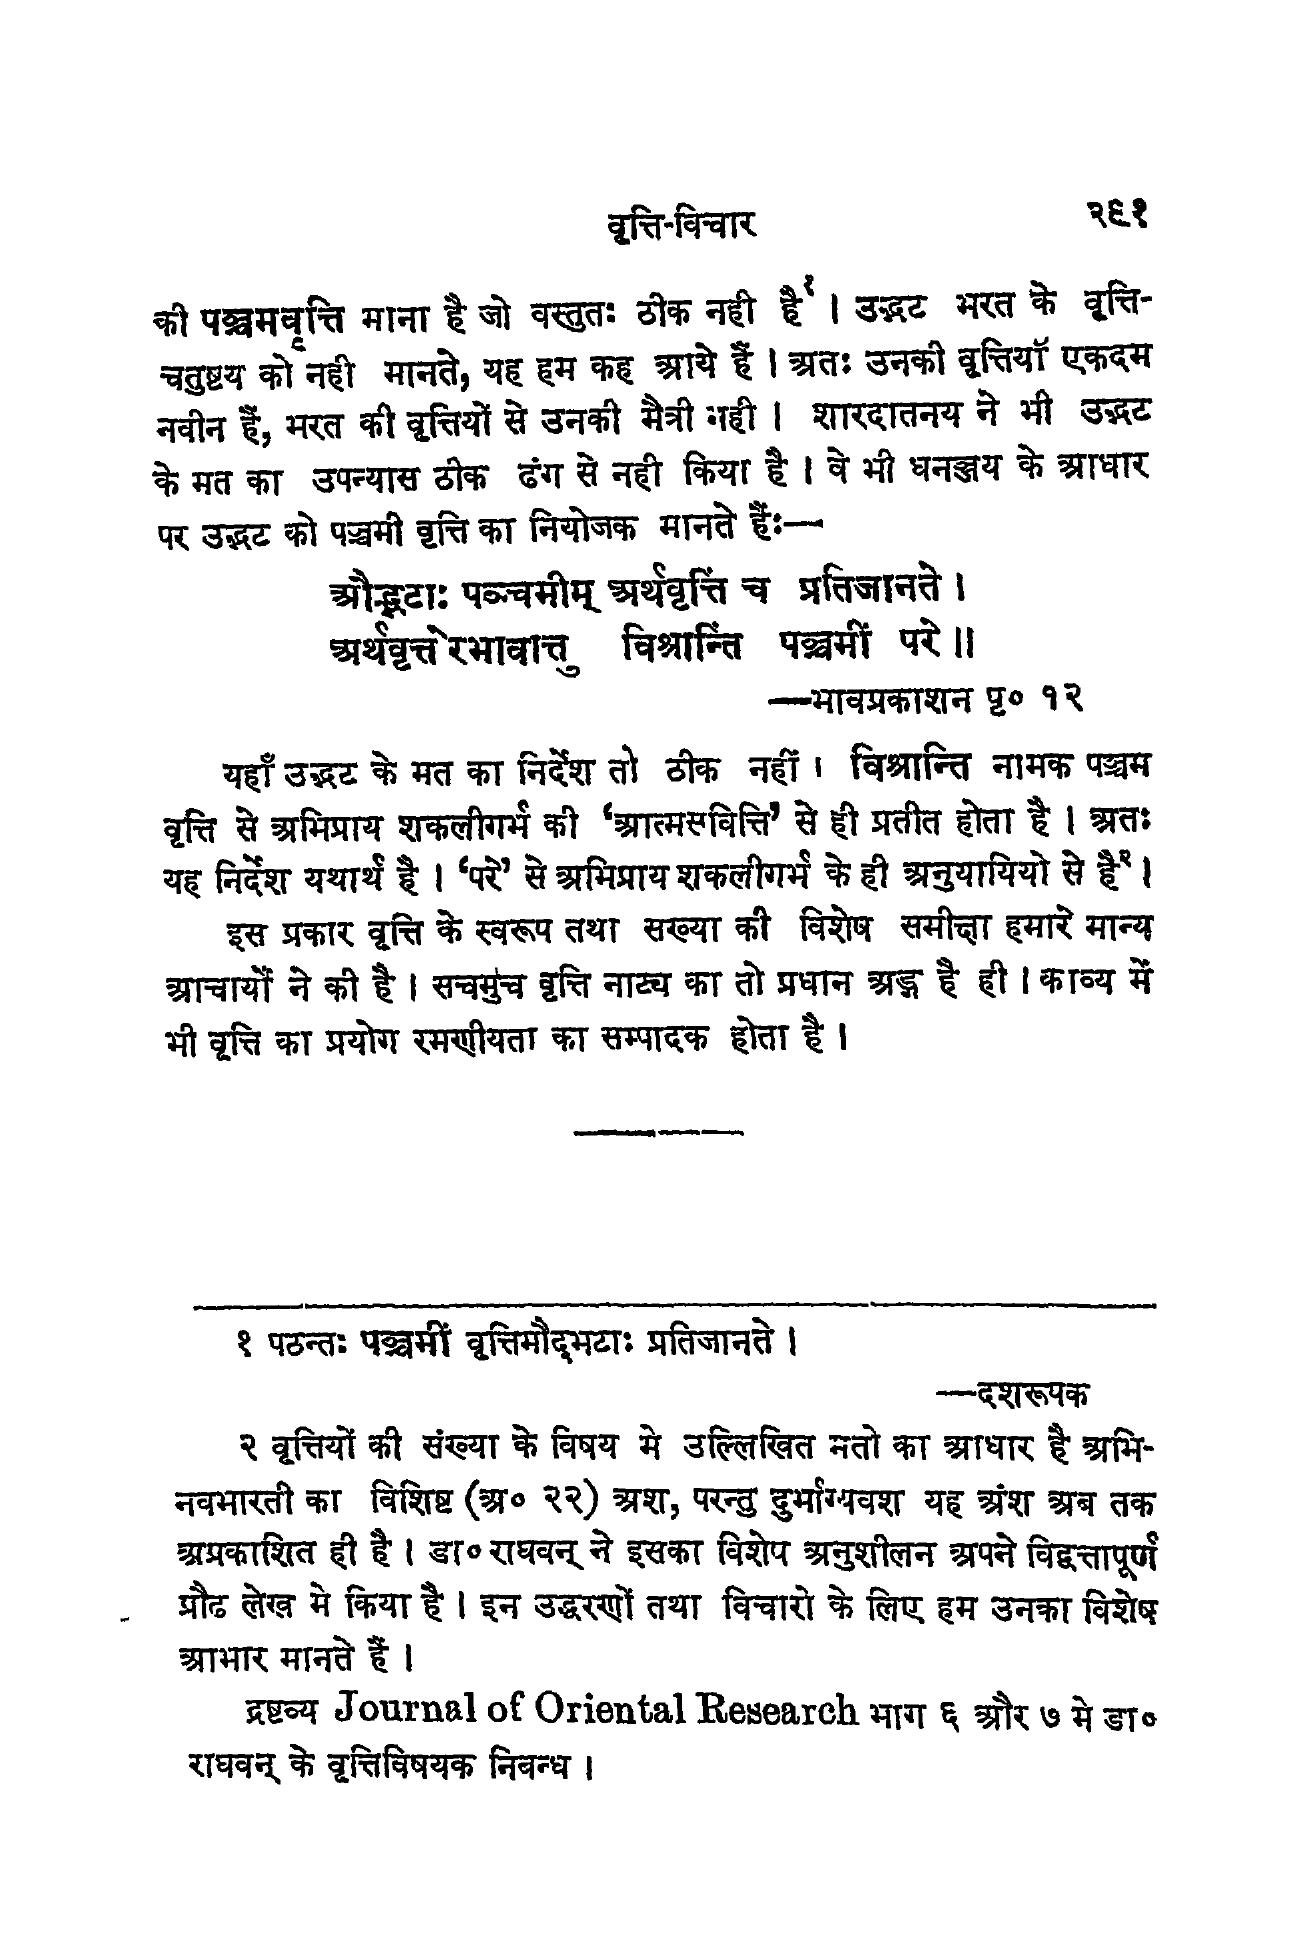 वृत्ति-विचार २९१
की पञ्चमवृत्ति माना है जो वस्तुतः ठीक नही है१ । उद्भट भरत के वृत्ति-
चतुष्टय को नही मानते, यह हम कह आये हैं । अतः उनकी वृत्तियॉ एकदम
नवीन हैं, भरत की वृत्तियों से उनकी मैत्री नही । शारदातनय ने भी उद्भट
के मत का उपन्यास ठीक ढंग से नही किया है । वे भी धनञ्जय के आधार
पर उद्भट को पञ्चमी वृत्ति का नियोजक मानते हैंः—
औद्भटाः पञ्चमीम् अर्थवृत्तिं च प्रतिजानते ।
अर्थवृत्तेरभावात्तु विश्रान्तिं पञ्चमीं परे ॥
—भावप्रकाशन पृ० १२
यहाँ उद्भट के मत का निर्देश तो ठीक नहीं । विश्रान्ति नामक पञ्चम
वृत्ति से अभिप्राय शकलीगर्भ की ‘आत्मसवित्ति’ से ही प्रतीत होता है । अतः
यह निर्देश यथार्थ है । ‘परे’ से अभिप्राय शकलीगर्भ के ही अनुयायियो से है२ ।
इस प्रकार वृत्ति के स्वरूप तथा सख्या की विशेष समीक्षा हमारे मान्य
आचार्यों ने की है । सचमुच वृत्ति नाट्य का तो प्रधान अङ्ग है ही । काव्य में
भी वृत्ति का प्रयोग रमणीयता का सम्पादक होता है ।
१ पठन्तः पञ्चमीं वृत्तिमौद्भटाः प्रतिजानते ।
—दशरूपक
२ वृत्तियों की संख्या के विषय मे उल्लिखित मतो का आधार है अभि-
नवभारती का विशिष्ट (अ० २२) अश, परन्तु दुर्भाग्यवश यह अंश अब तक
अप्रकाशित ही है । डा० राघवन् ने इसका विशेप अनुशीलन अपने विद्वत्तापूर्ण
प्रौढ लेख मे किया है । इन उद्धरणों तथा विचारो के लिए हम उनका विशेष
आभार मानते हैं ।
द्रष्टव्य Journal of Oriental Research भाग ६ और ७ मे डा०
राघवन् के वृत्तिविषयक निवन्ध ।